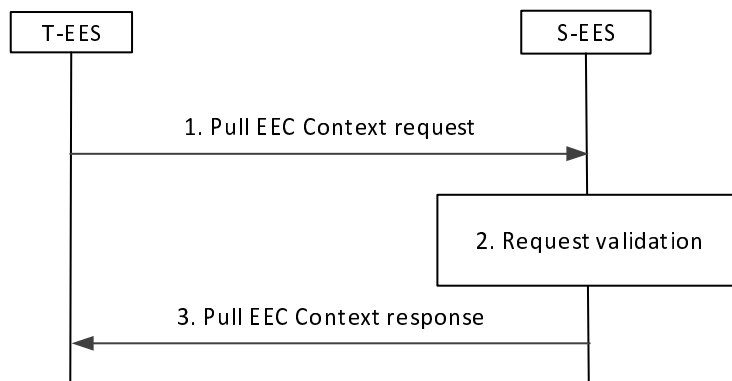 T-EES
S-EES
1. Pull EEC Context request
2. Request validation
3. Pull EEC Context response